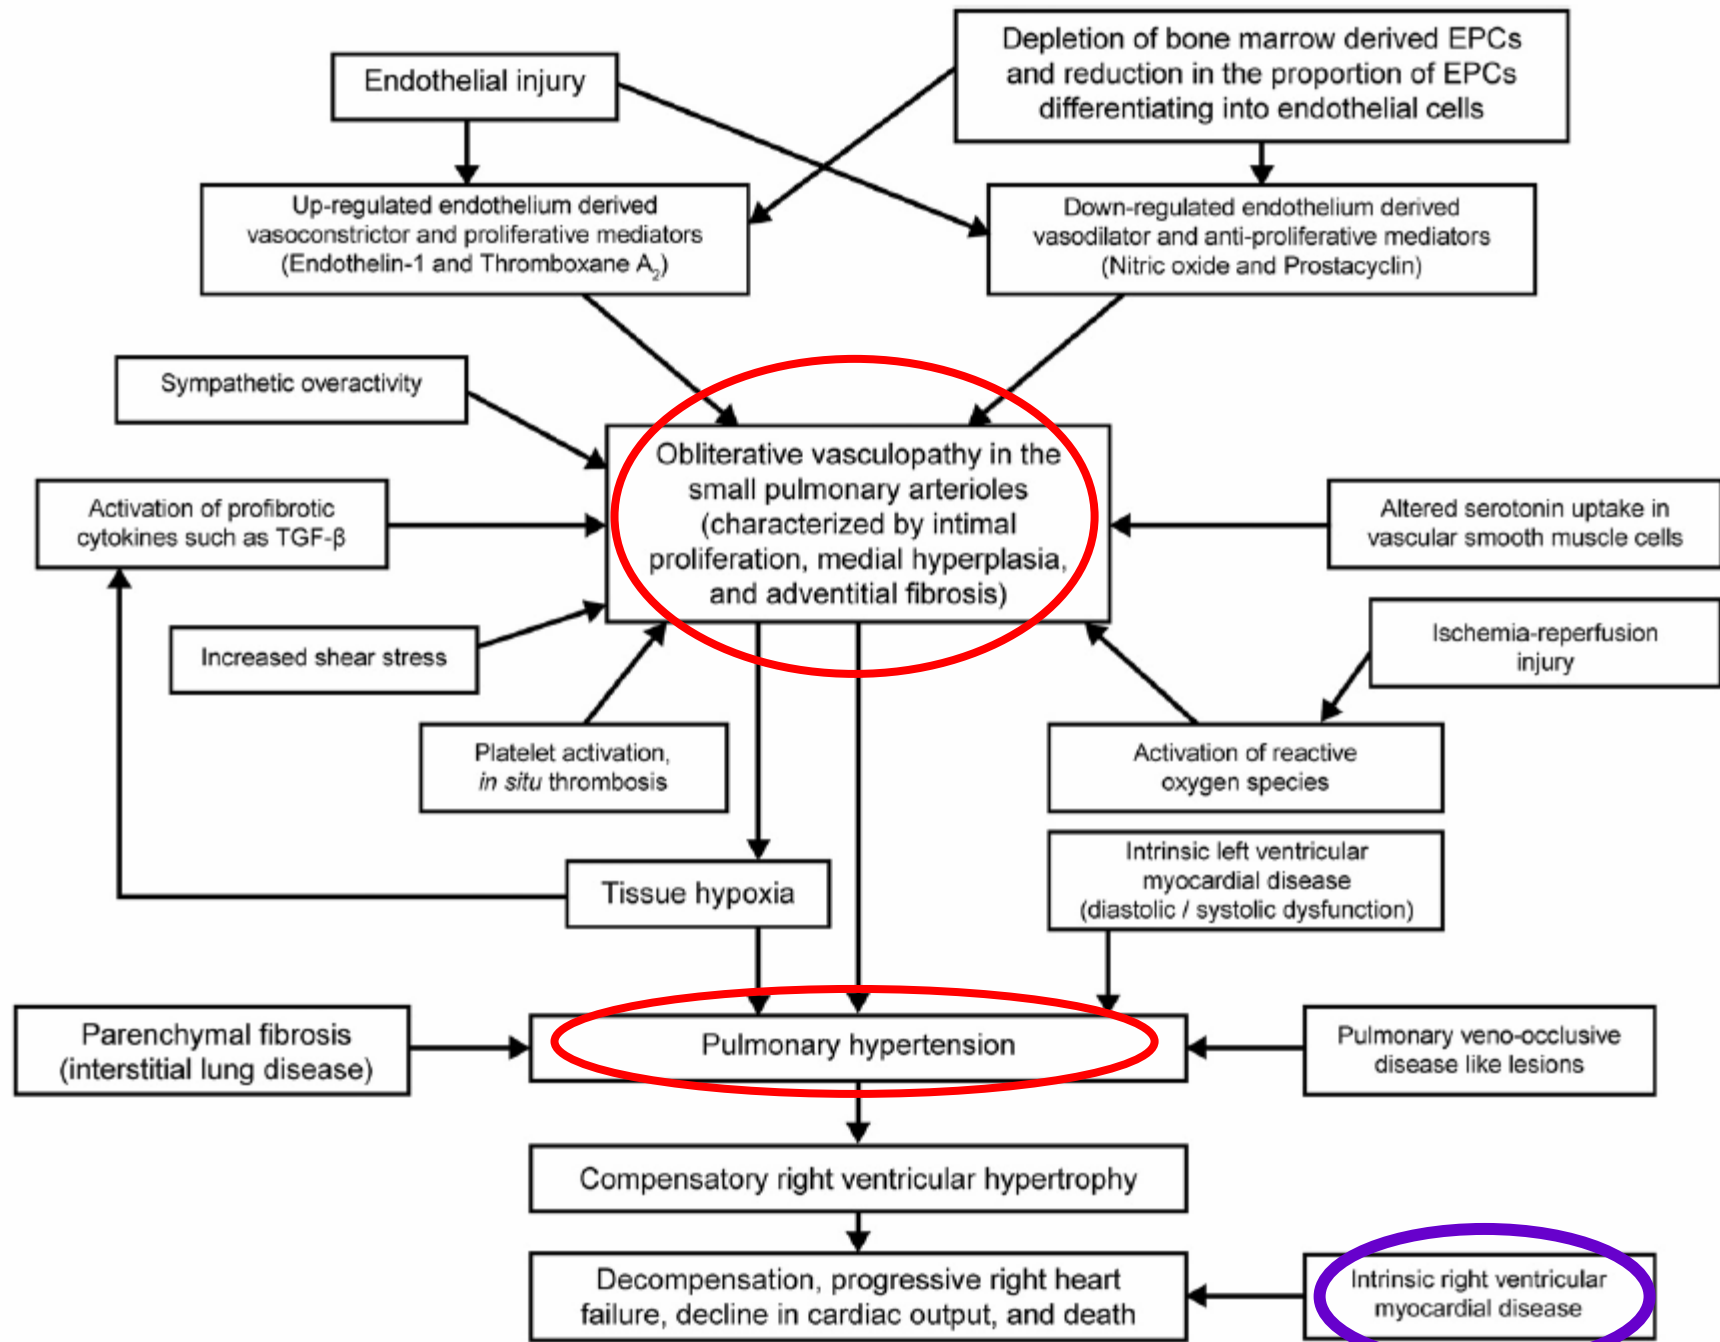 Endothelial injury
Depletion of bone marrow derived EPCs
and reduction in the proportion of EPCs
differentiating into endothelial cells
Up-regulated endothelium derived
vasoconstrictor and proliferative mediators
(Endothelin-1 and Thromboxane A₂)
Down-regulated endothelium derived
vasodilator and anti-proliferative mediators
(Nitric oxide and Prostacyclin)
Sympathetic overactivity
Obliterative vasculopathy in the
small pulmonary arterioles
(characterized by intimal
proliferation, medial hyperplasia,
and adventitial fibrosis)
Activation of profibrotic
cytokines such as TGF-β
Altered serotonin uptake in
vascular smooth muscle cells
Increased shear stress
Ischemia-reperfusion
injury
Platelet activation,
in situ thrombosis
Activation of reactive
oxygen species
Tissue hypoxia
Intrinsic left ventricular
myocardial disease
(diastolic / systolic dysfunction)
Parenchymal fibrosis
(interstitial lung disease)
Pulmonary hypertension
Pulmonary veno-occlusive
disease like lesions
Compensatory right ventricular hypertrophy
Decompensation, progressive right heart
failure, decline in cardiac output, and death
Intrinsic right ventricular
myocardial disease